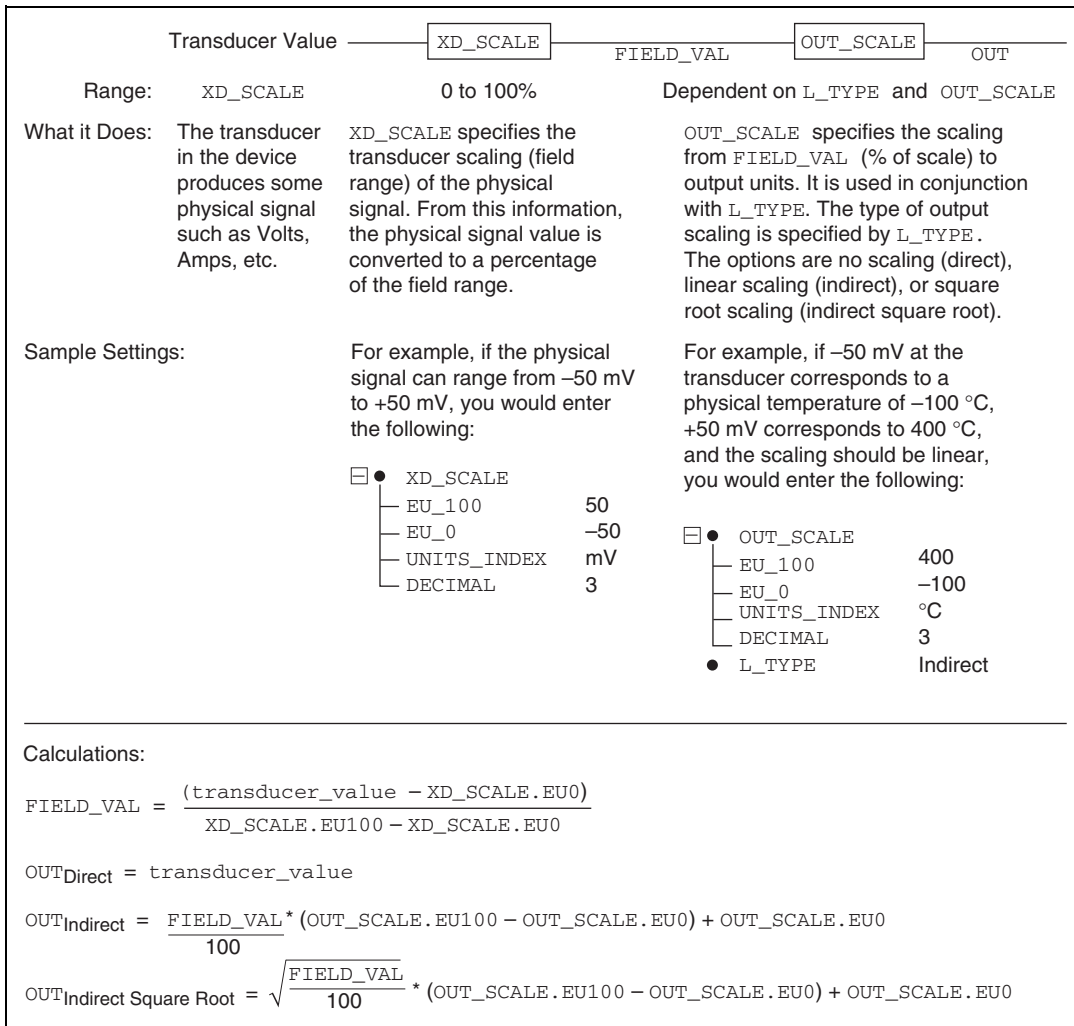 Transducer Value XD_SCALE FIELD_VAL OUT_SCALE OUT
Range: XD_SCALE 0 to 100% Dependent on L_TYPE and OUT_SCALE
What it Does:
The transducer
in the device
produces some
physical signal
such as Volts,
Amps, etc.
XD_SCALE specifies the
transducer scaling (field
range) of the physical
signal. From this information,
the physical signal value is
converted to a percentage
of the field range.
OUT_SCALE specifies the scaling
from FIELD_VAL (% of scale) to
output units. It is used in conjunction
with L_TYPE. The type of output
scaling is specified by L_TYPE.
The options are no scaling (direct),
linear scaling (indirect), or square
root scaling (indirect square root).
Sample Settings:
For example, if the physical
signal can range from –50 mV
to +50 mV, you would enter
the following:
XD_SCALE
EU_100 50
EU_0 –50
UNITS_INDEX mV
DECIMAL 3
For example, if –50 mV at the
transducer corresponds to a
physical temperature of –100 °C,
+50 mV corresponds to 400 °C,
and the scaling should be linear,
you would enter the following:
OUT_SCALE
EU_100 400
EU_0 –100
UNITS_INDEX °C
DECIMAL 3
L_TYPE Indirect
Calculations:
FIELD_VAL = (transducer_value – XD_SCALE.EU0)
XD_SCALE.EU100 – XD_SCALE.EU0
OUTDirect = transducer_value
OUTIndirect = FIELD_VAL * (OUT_SCALE.EU100 – OUT_SCALE.EU0) + OUT_SCALE.EU0
100
OUTIndirect Square Root = √ FIELD_VAL * (OUT_SCALE.EU100 – OUT_SCALE.EU0) + OUT_SCALE.EU0
100